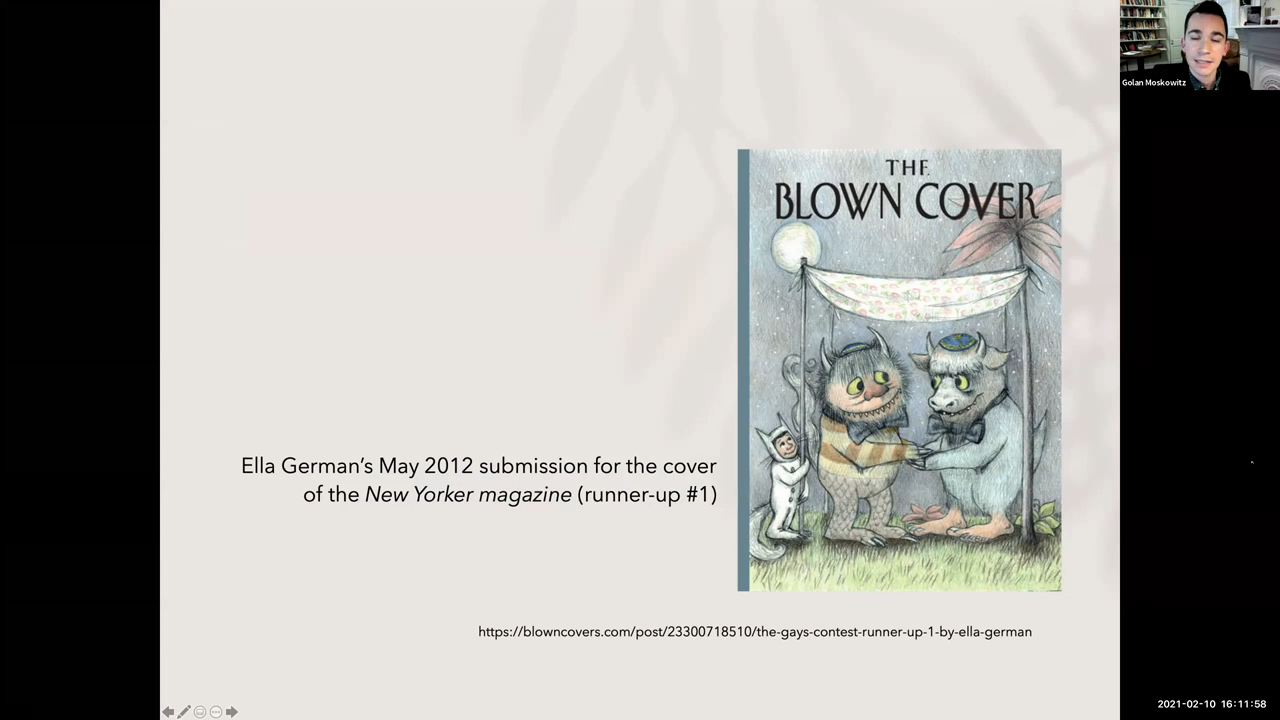 Golan Moskowitz
THE
BLOWN COVER
Ella German’s May 2012 submission for the cover
of the New Yorker magazine (runner-up #1)
https://blowncovers.com/post/23300718510/the-gays-contest-runner-up-1-by-ella-german
2021-02-10 16:11:58